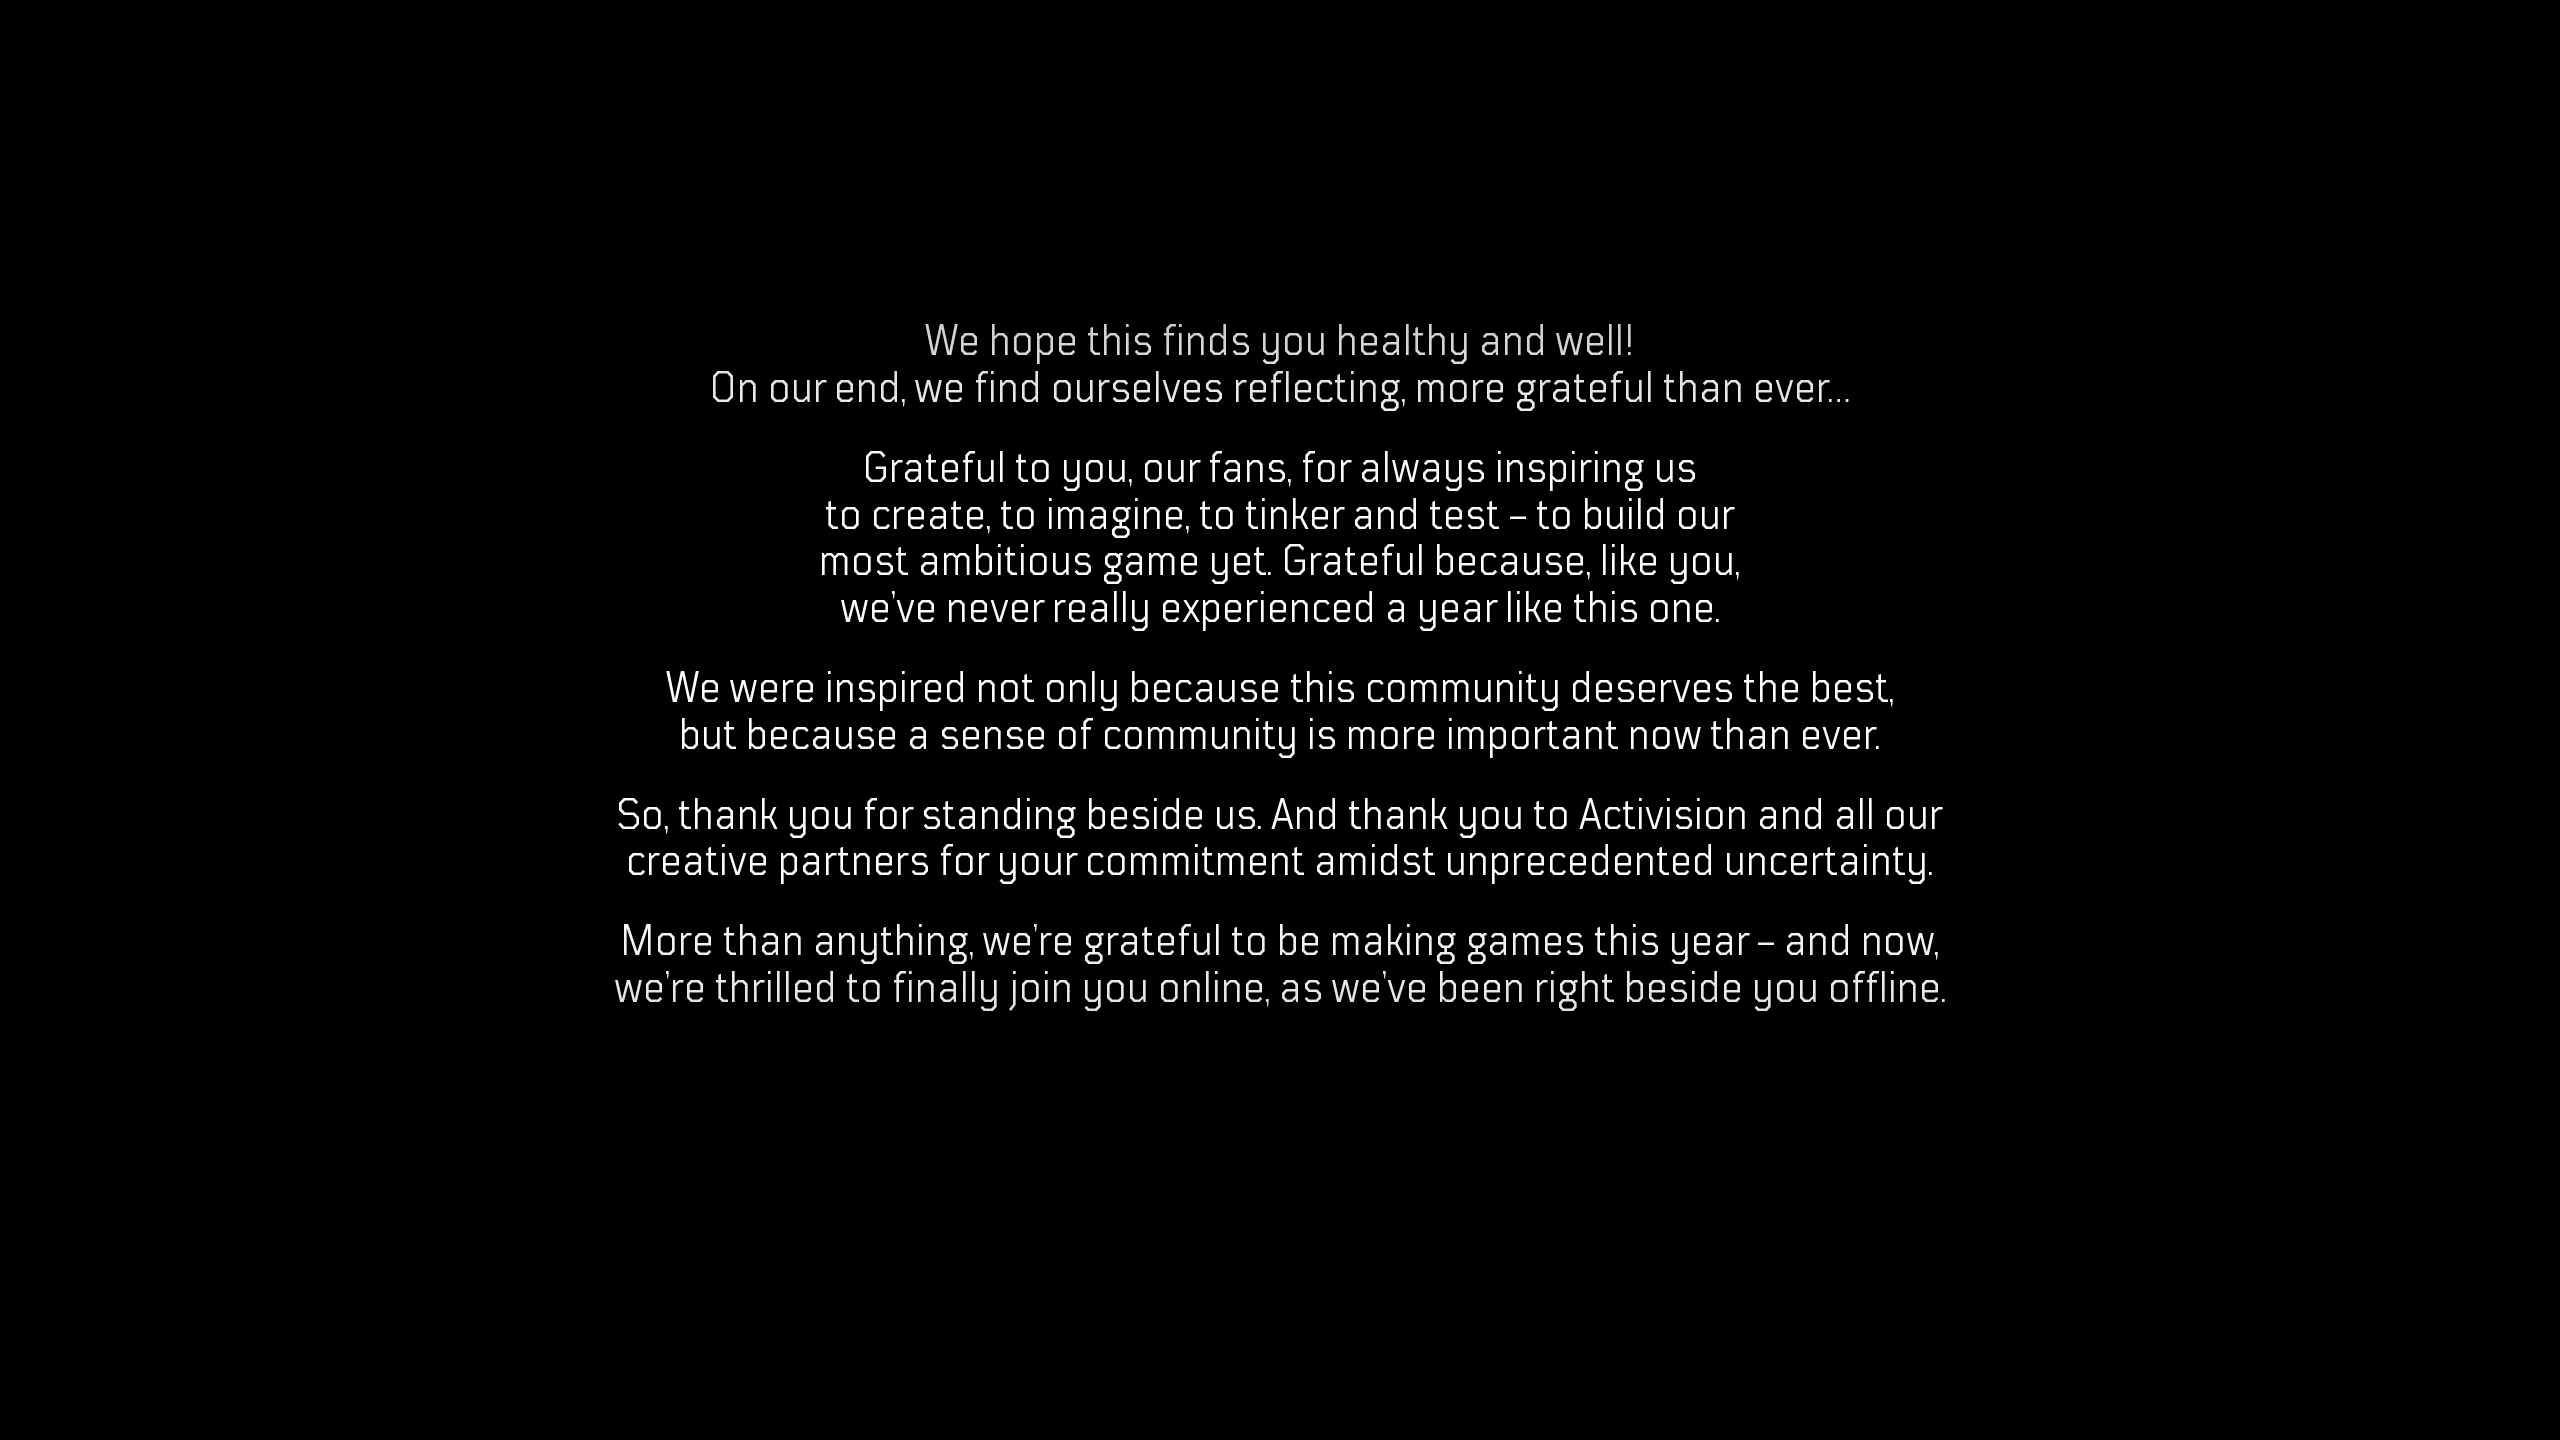 We hope this finds you healthy and well!
On our end, we find ourselves reflecting, more grateful than ever...
Grateful to you, our fans, for always inspiring us
to create, to imagine, to tinker and test – to build our
most ambitious game yet. Grateful because, like you,
we've never really experienced a year like this one.
We were inspired not only because this community deserves the best,
but because a sense of community is more important now than ever.
So, thank you for standing beside us. And thank you to Activision and all our
creative partners for your commitment amidst unprecedented uncertainty.
More than anything, we're grateful to be making games this year – and now,
we're thrilled to finally join you online, as we've been right beside you offline.